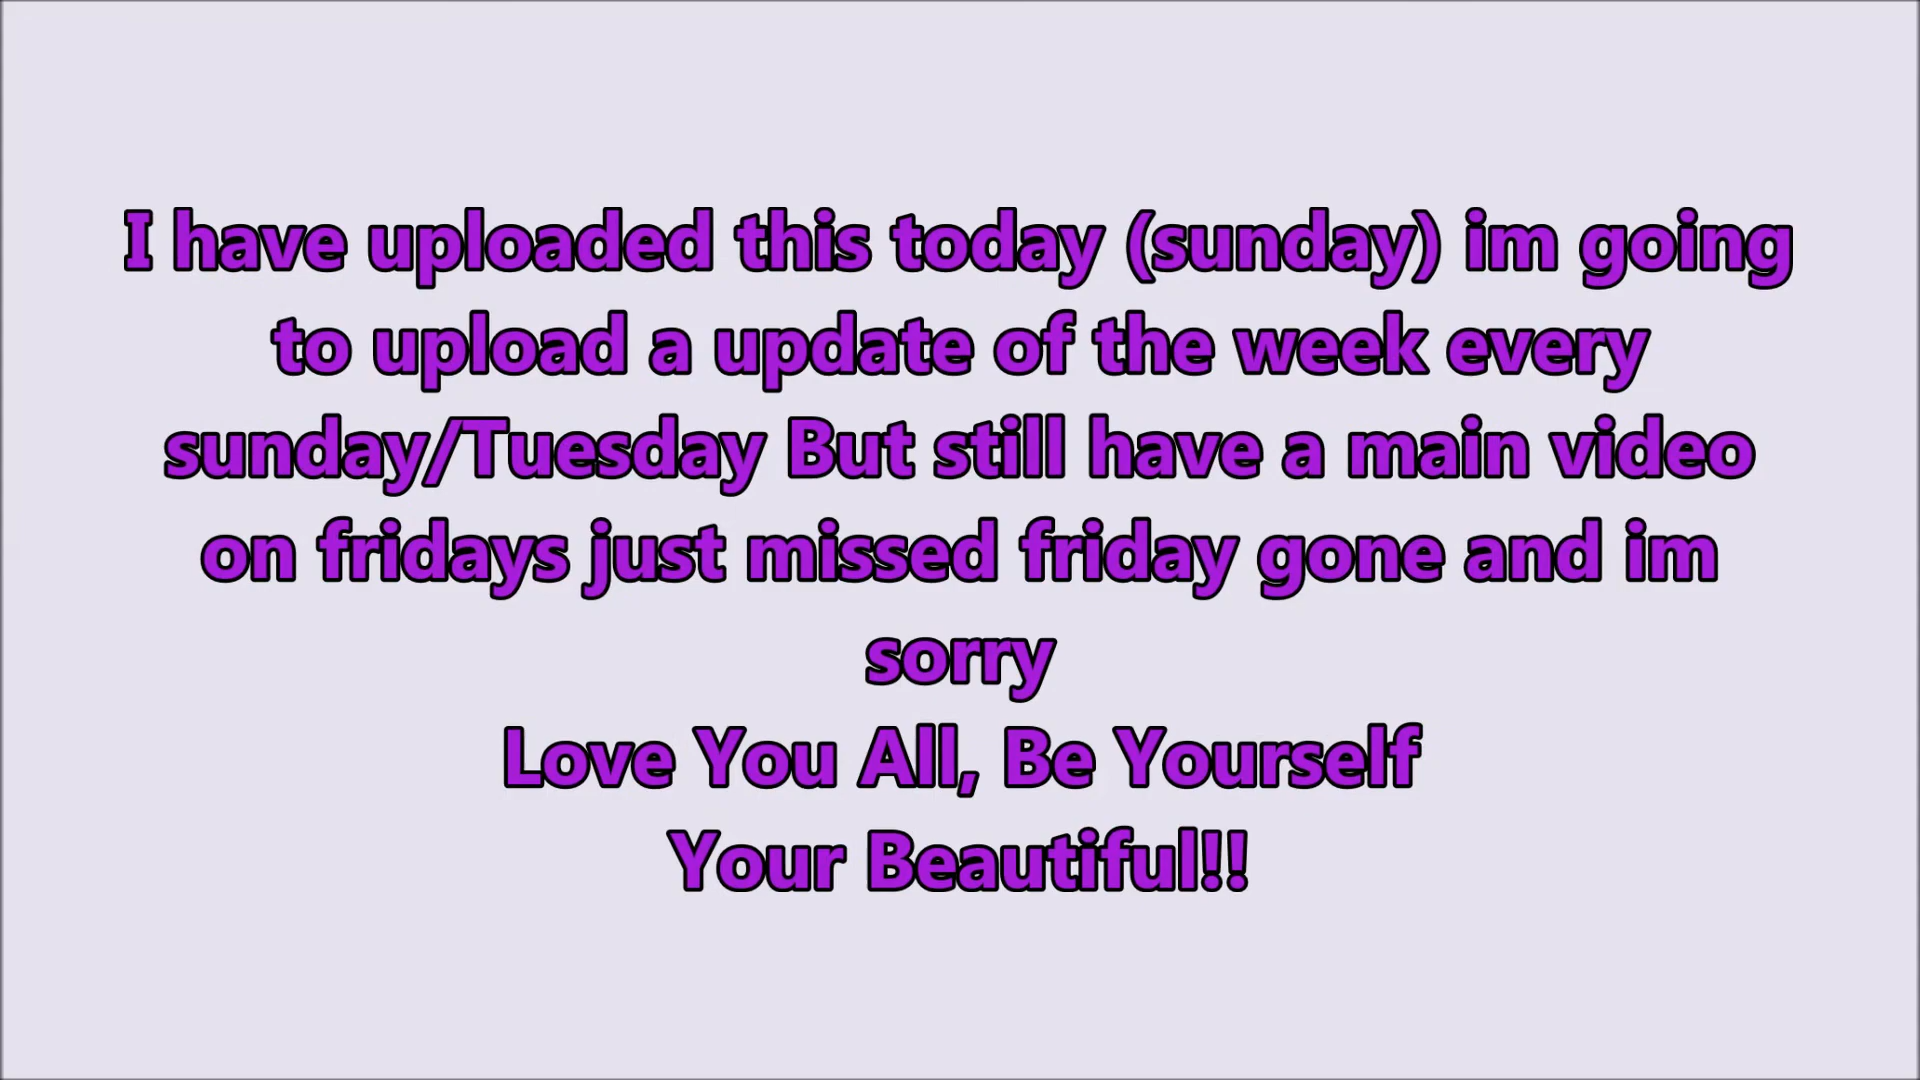 I have uploaded this today (sunday) im going
to upload a update of the week every
sunday/Tuesday But still have a main video
on fridays just missed friday gone and im
sorry
Love You All, Be Yourself
Your Beautiful!!